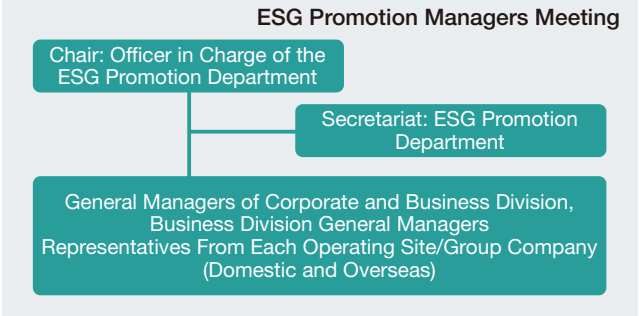 ESG Promotion Managers Meeting
Chair: Officer in Charge of the
ESG Promotion Department
Secretariat: ESG Promotion
Department
General Managers of Corporate and Business Division,
Business Division General Managers
Representatives From Each Operating Site/Group Company
(Domestic and Overseas)